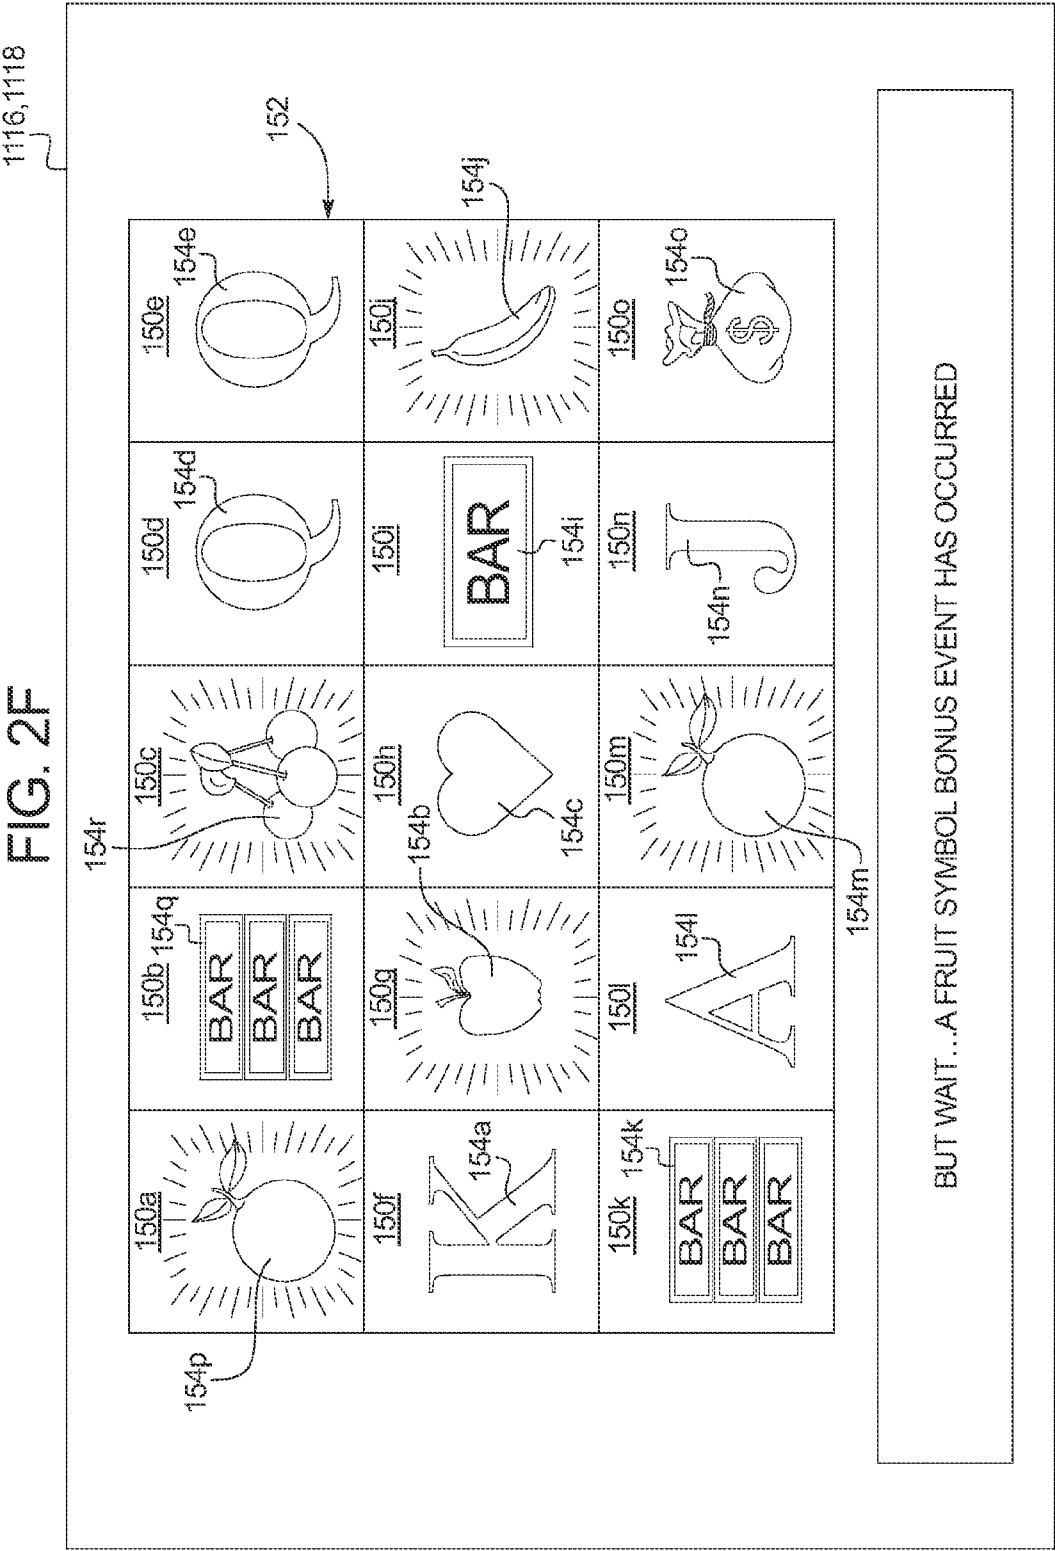 FIG. 2F
1116,1118
152
150a
154p
150b
154q
BAR
BAR
BAR
150c
154r
150d
154d
Q
150e
154e
Q
150f
154a
K
150g
154b
150h
154c
150i
BAR
154i
150j
154j
150k
154k
BAR
BAR
BAR
150l
154l
A
150m
154m
150n
154n
J
150o
154o
$
BUT WAIT...A FRUIT SYMBOL BONUS EVENT HAS OCCURRED